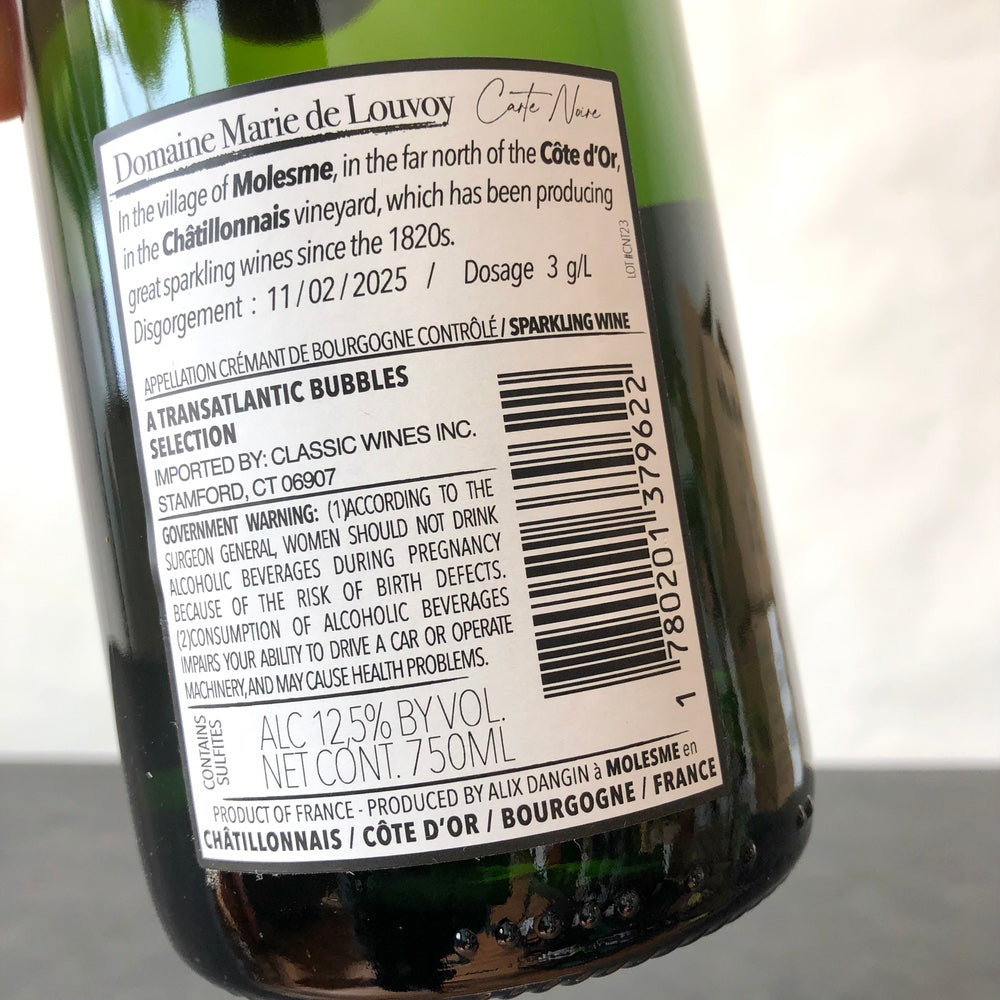 Domaine Marie de Louvoy Carte Noire
In the village of Molesme, in the far north of the Côte d'Or,
in the Châtillonnais vineyard, which has been producing
great sparkling wines since the 1820s.
Disgorgement : 11/02/2025 / Dosage 3 g/L
LOT #CNT23
APPELLATION CRÉMANT DE BOURGOGNE CONTRÔLÉ / SPARKLING WINE
A TRANSATLANTIC BUBBLES
SELECTION
IMPORTED BY: CLASSIC WINES INC.
STAMFORD, CT 06907
GOVERNMENT WARNING: (1)ACCORDING TO THE
SURGEON GENERAL, WOMEN SHOULD NOT DRINK
ALCOHOLIC BEVERAGES DURING PREGNANCY
BECAUSE OF THE RISK OF BIRTH DEFECTS.
(2)CONSUMPTION OF ALCOHOLIC BEVERAGES
IMPAIRS YOUR ABILITY TO DRIVE A CAR OR OPERATE
MACHINERY, AND MAY CAUSE HEALTH PROBLEMS.
1 780201 379622
CONTAINS
SULFITES
ALC 12,5% BY VOL.
NET CONT. 750ML
PRODUCT OF FRANCE - PRODUCED BY ALIX DANGIN à MOLESME en
CHÂTILLONNAIS / CÔTE D'OR / BOURGOGNE / FRANCE